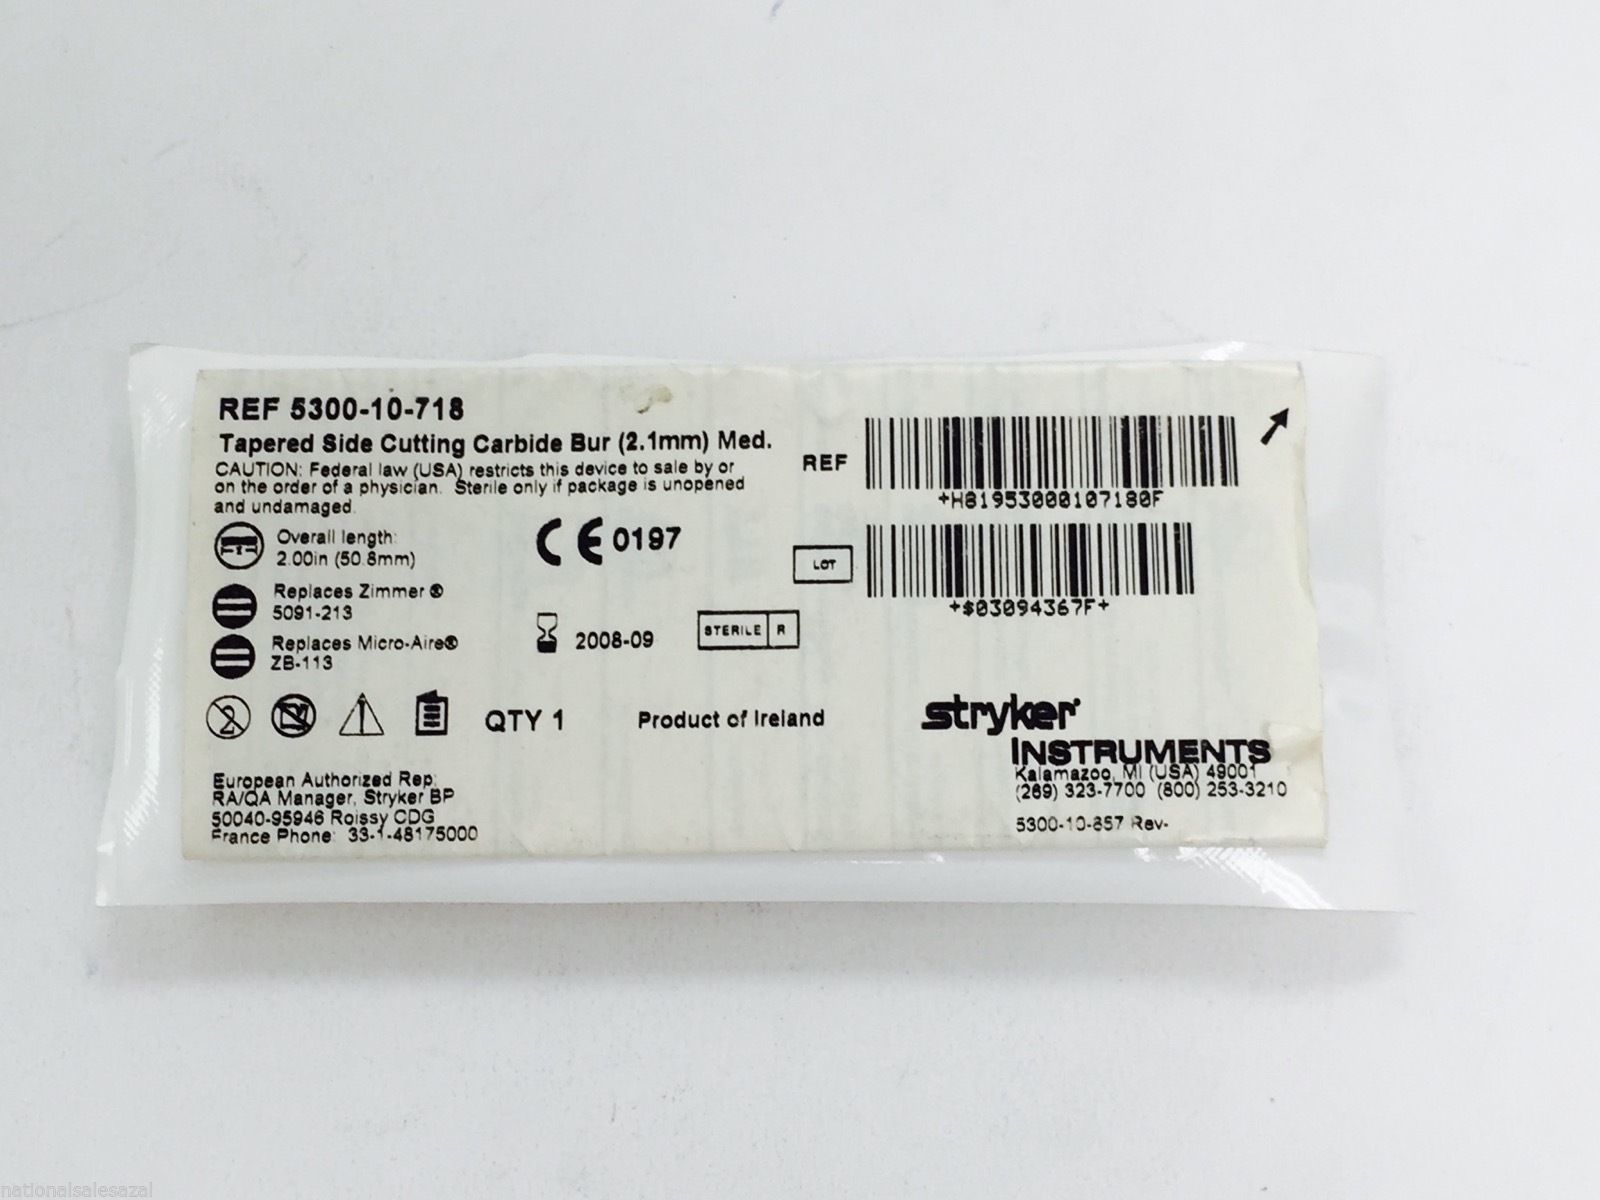 REF 5300-10-718
Tapered Side Cutting Carbide Bur (2.1mm) Med.
CAUTION: Federal law (USA) restricts this device to sale by or
on the order of a physician. Sterile only if package is unopened
and undamaged.
Overall length:
2.00in (50.8mm)
Replaces Zimmer ®
5091-213
Replaces Micro-Aire®
ZB-113
CE 0197
2008-09
STERILE R
REF
+H81953000107180F
LOT
+$03094367F+
2
QTY 1
Product of Ireland
stryker®
INSTRUMENTS
Kalamazoo, MI (USA) 49001
(269) 323-7700 (800) 253-3210
5300-10-857 Rev-
European Authorized Rep:
RA/QA Manager, Stryker BP
50040-95946 Roissy CDG
France Phone: 33-1-48175000
nationalsalesazal